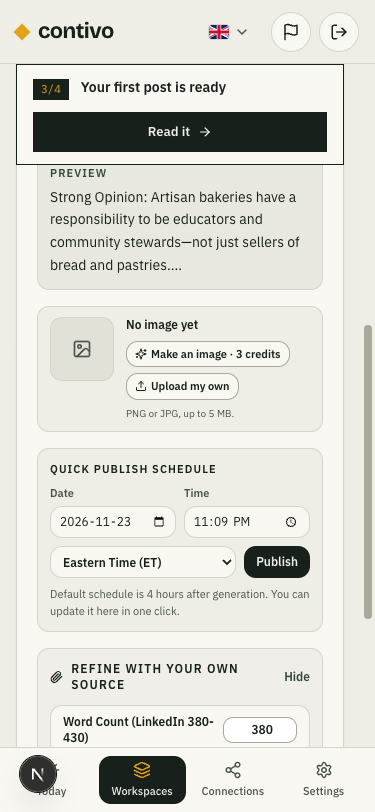 contivo
3/4 Your first post is ready
Read it →
PREVIEW
Strong Opinion: Artisan bakeries have a
responsibility to be educators and
community stewards—not just sellers of
bread and pastries....
No image yet
Make an image · 3 credits
Upload my own
PNG or JPG, up to 5 MB.
QUICK PUBLISH SCHEDULE
Date Time
2026-11-23 11:09 PM
Eastern Time (ET) Publish
Default schedule is 4 hours after generation. You can
update it here in one click.
REFINE WITH YOUR OWN Hide
SOURCE
Word Count (LinkedIn 380- 380
430)
N
Workspaces Connections Settings